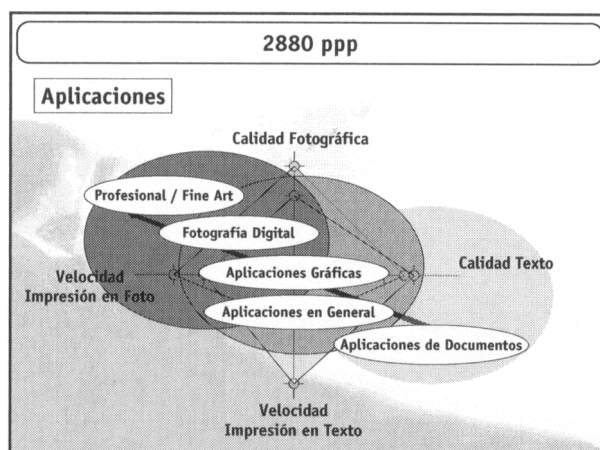 2880 ppp
Aplicaciones
Calidad Fotográfica
Profesional / Fine Art
Fotografía Digital
Calidad Texto
Velocidad
Impresión en Foto
Aplicaciones Gráficas
Aplicaciones en General
Aplicaciones de Documentos
Velocidad
Impresión en Texto